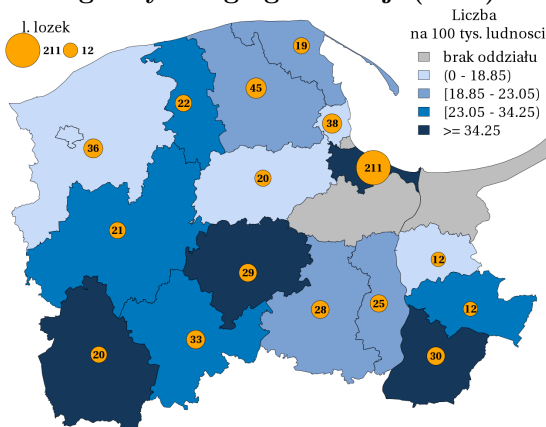 l. lozek
211
12
Liczba
na 100 tys. ludnosci
brak oddziału
(0 - 18.85)
[18.85 - 23.05)
[23.05 - 34.25)
>= 34.25
19
45
22
38
36
211
20
21
12
29
25
28
12
33
20
30